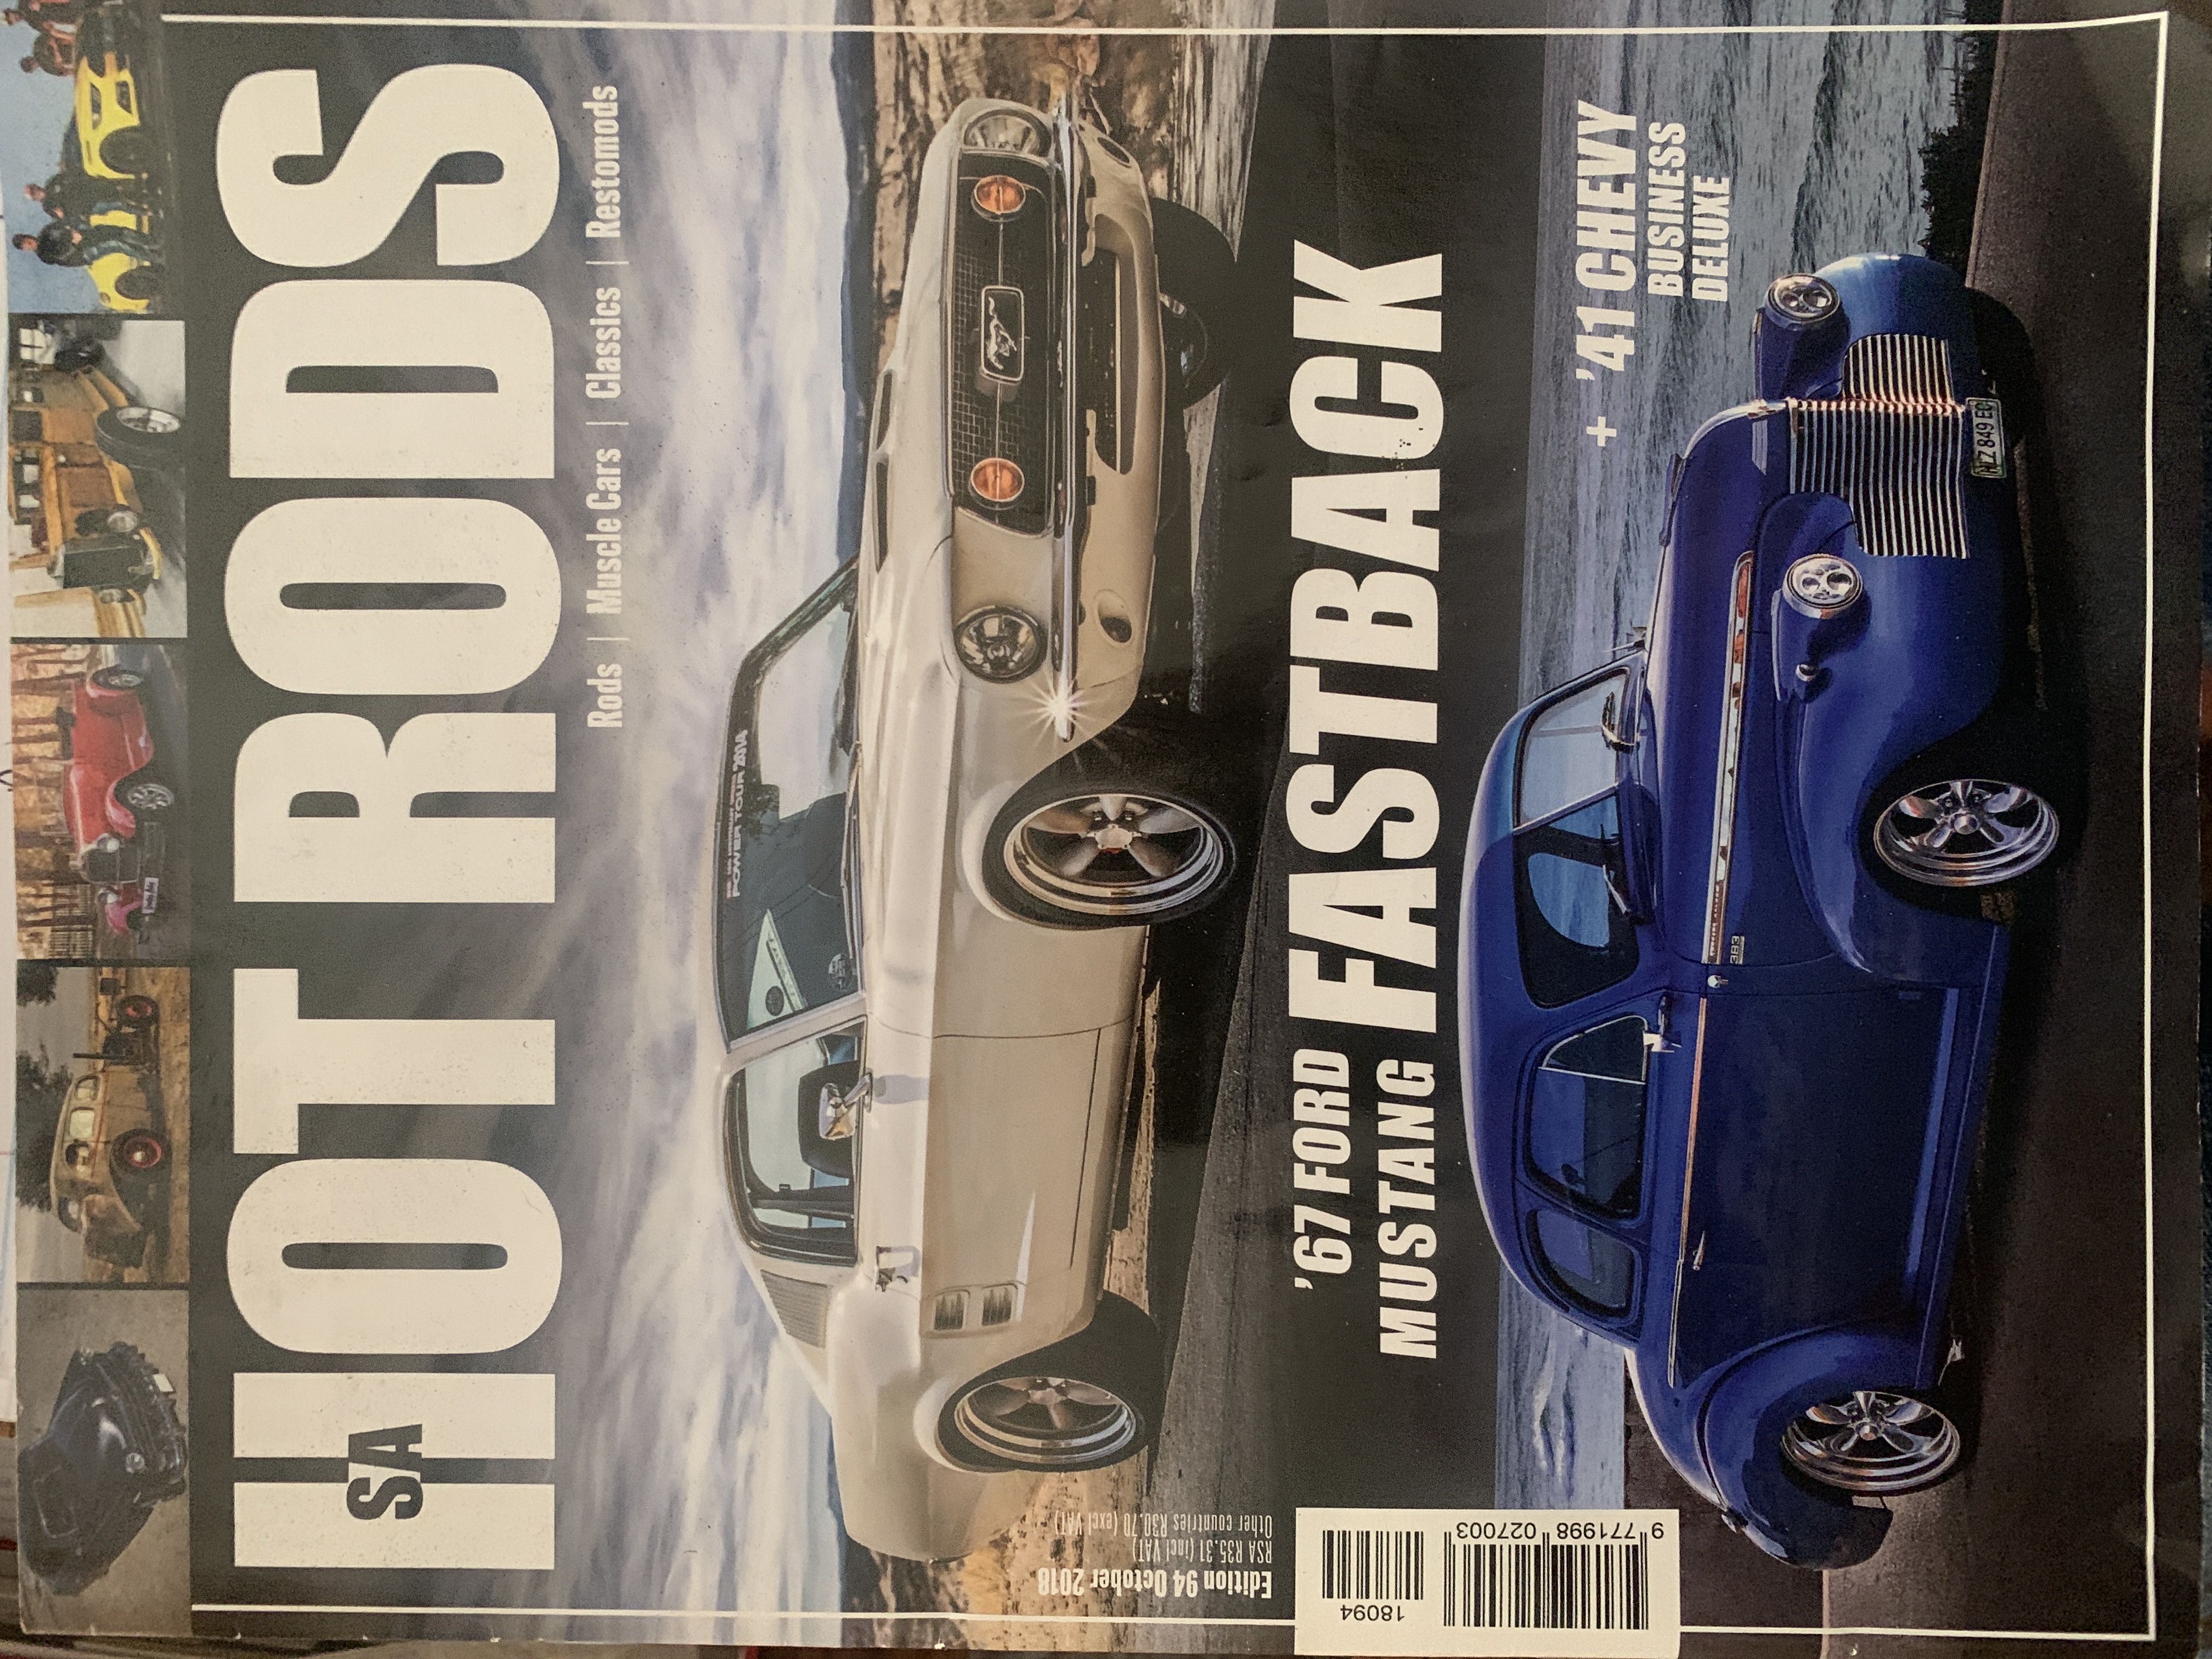 SA
HOT RODS
Rods | Muscle Cars | Classics | Restomods
POWER TOUR 2014
Edition 94 October 2018
RSA R35.31 (incl VAT)
Other countries R30.70 (excl VAT)
'67 FORD
MUSTANG
FASTBACK
+ '41 CHEVY
BUSINESS
DELUXE
383
NZ 849 EC
18094
9 771998 027003